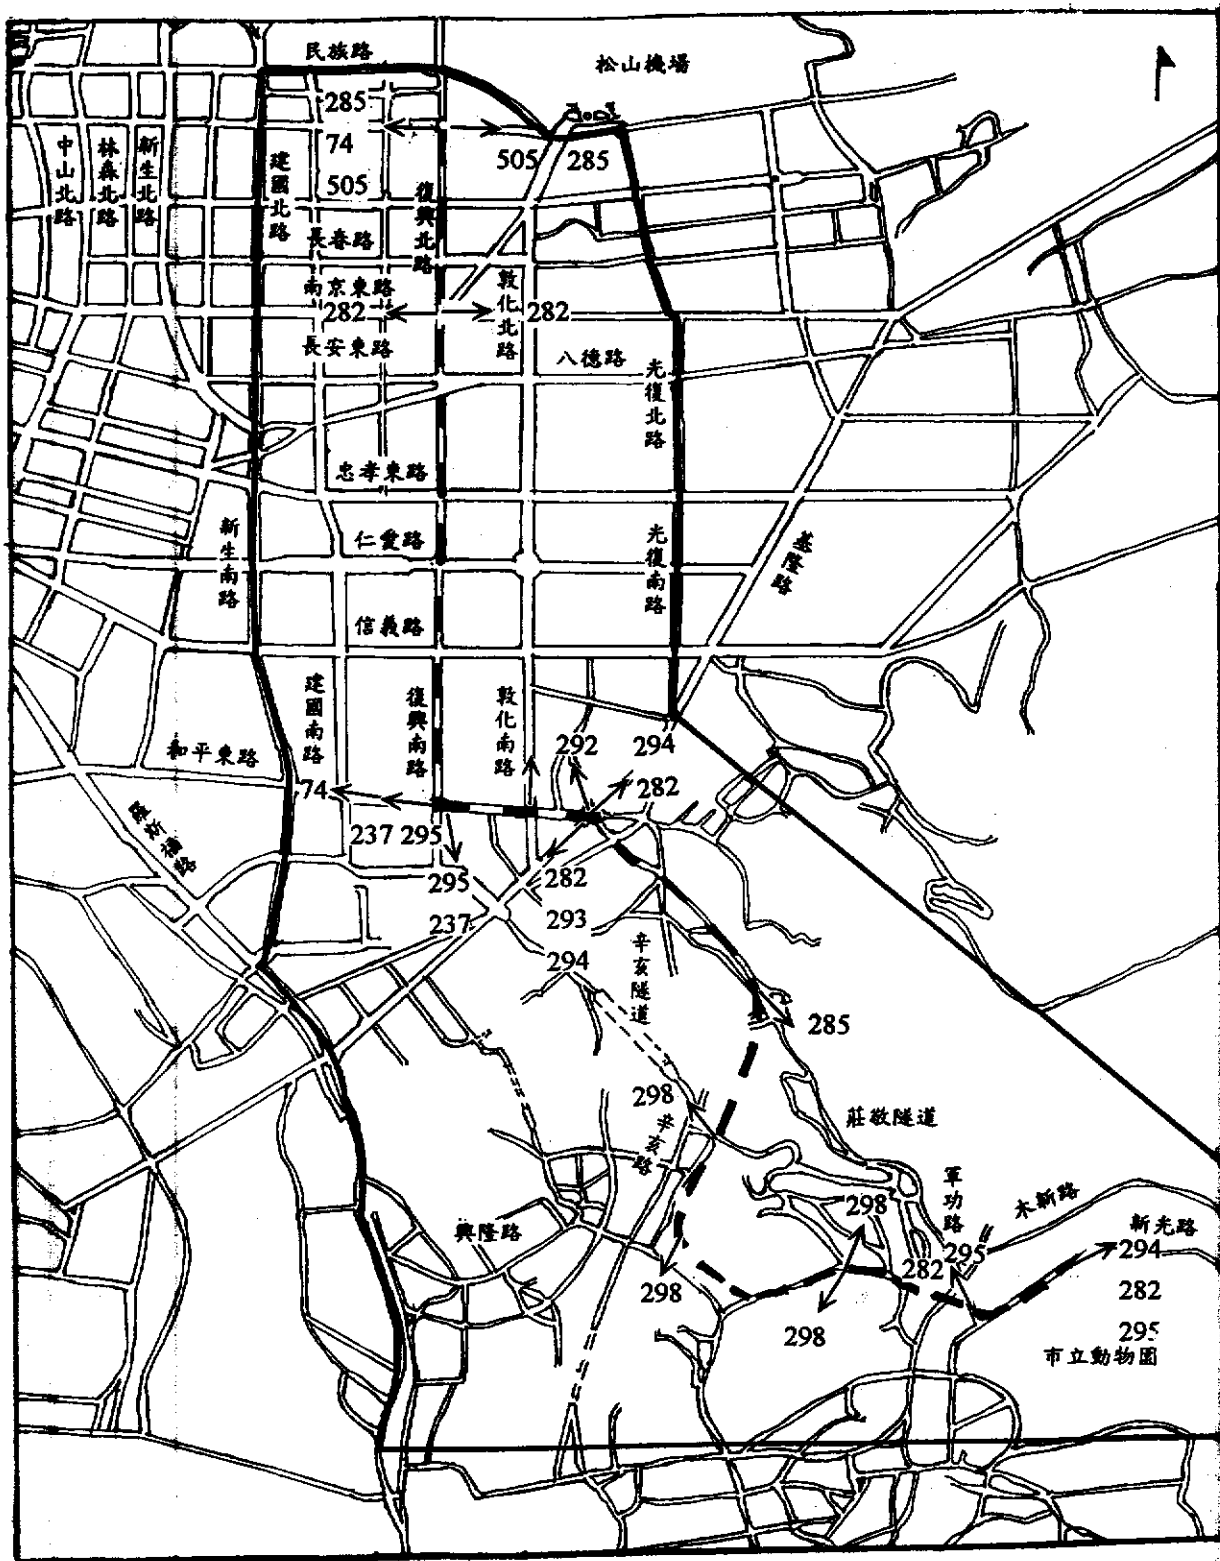 民族路
松山機場
285
74
505
505
285
中山北路
林森北路
新生北路
建國北路
復興北路
長春路
南京東路
282
敦化北路
282
長安東路
八德路
光復北路
忠孝東路
新生南路
仁愛路
光復南路
基隆路
信義路
建國南路
復興南路
敦化南路
和平東路
292
294
74
282
羅斯福路
237 295
295
282
237
293
辛亥隧道
294
285
298
辛亥路
莊敬隧道
軍功路
298
木新路
興隆路
新光路
295
294
282
298
282
298
295
市立動物園